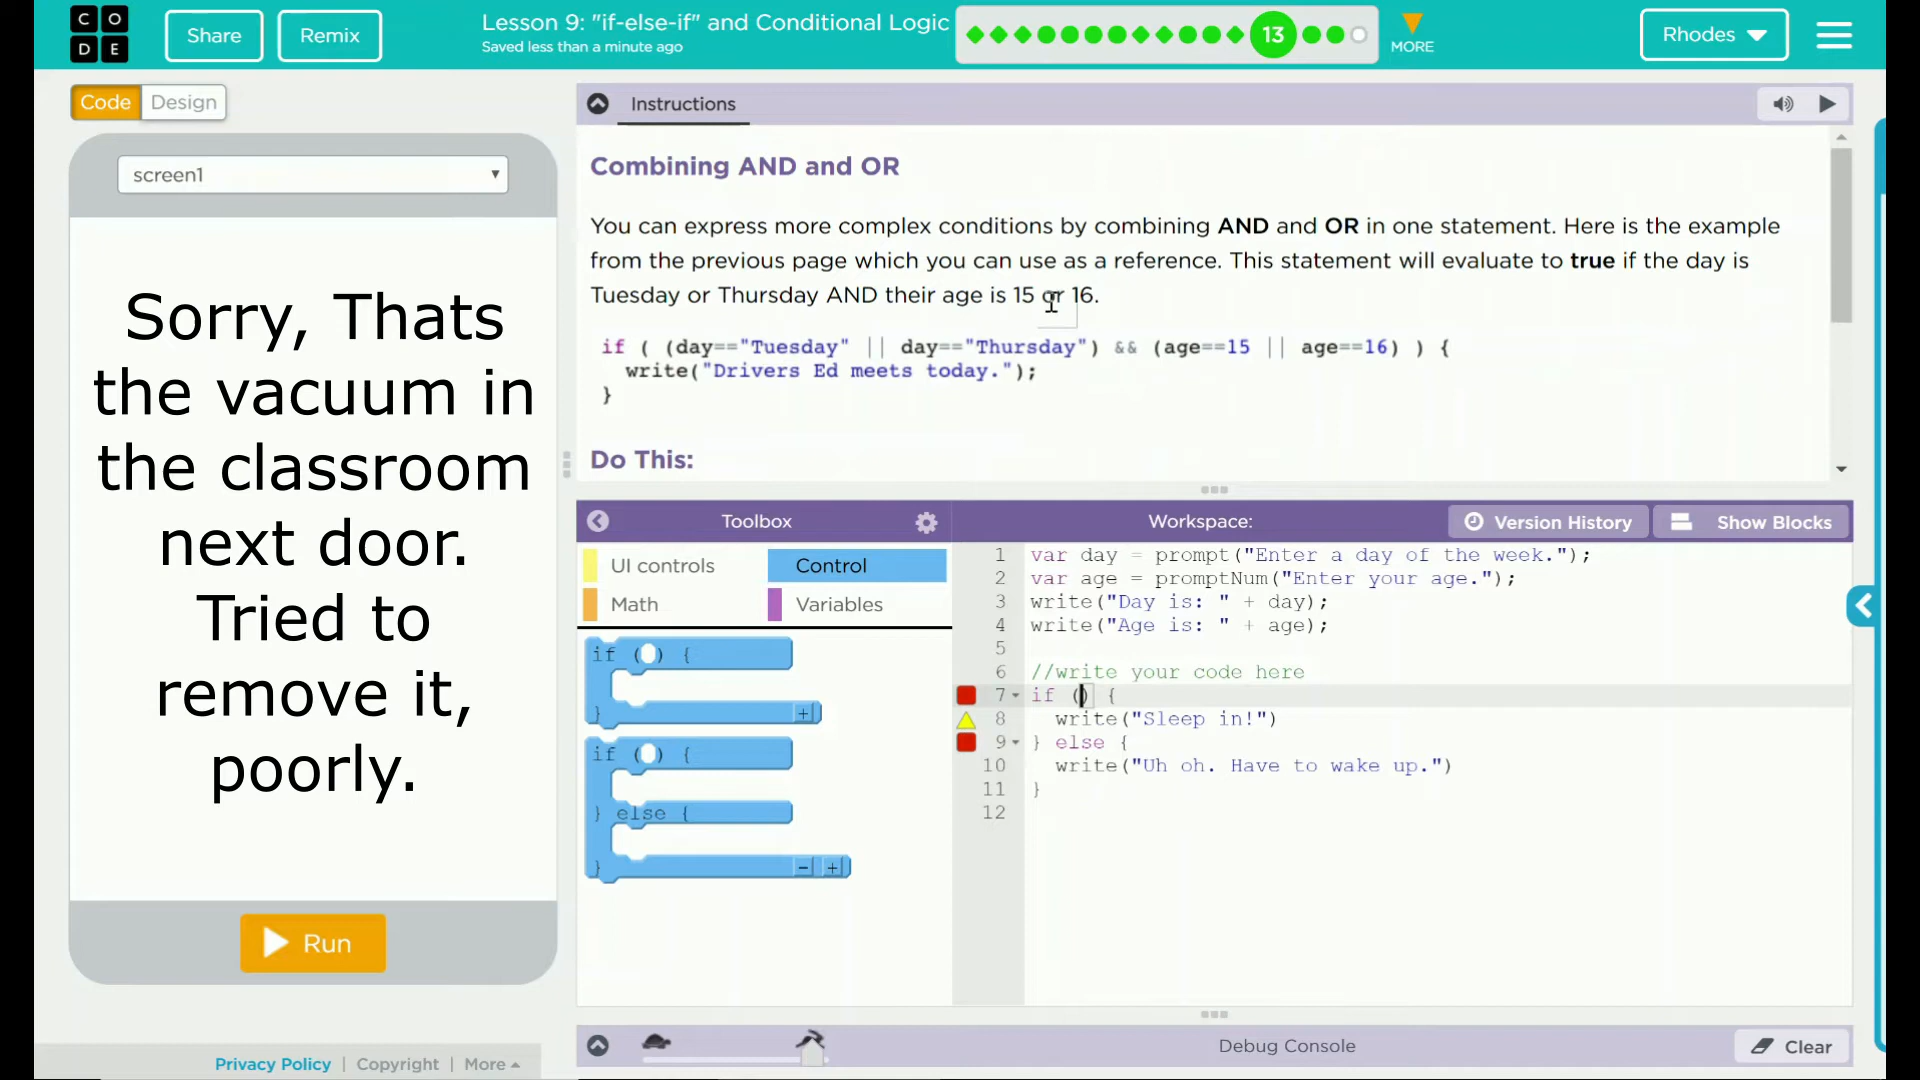 CO
DE
Share
Remix
Lesson 9: "if-else-if" and Conditional Logic
Saved less than a minute ago
13
MORE
Rhodes
Code
Design
screen1
Sorry, Thats
the vacuum in
the classroom
next door.
Tried to
remove it,
poorly.
Run
Privacy Policy | Copyright | More
Instructions
Combining AND and OR
You can express more complex conditions by combining AND and OR in one statement. Here is the example
from the previous page which you can use as a reference. This statement will evaluate to true if the day is
Tuesday or Thursday AND their age is 15 or 16.
if ( (day=="Tuesday" || day=="Thursday") && (age==15 || age==16) ) {
write("Drivers Ed meets today.");
}
Do This:
Toolbox
UI controls
Control
Math
Variables
if ( ) {
} +
if ( ) {
} else {
} - +
Workspace:
Version History
Show Blocks
1 var day = prompt("Enter a day of the week.");
2 var age = promptNum("Enter your age.");
3 write("Day is: " + day);
4 write("Age is: " + age);
5
6 //write your code here
7 if () {
8 write("Sleep in!")
9 } else {
10 write("Uh oh. Have to wake up.")
11 }
12
Debug Console
Clear